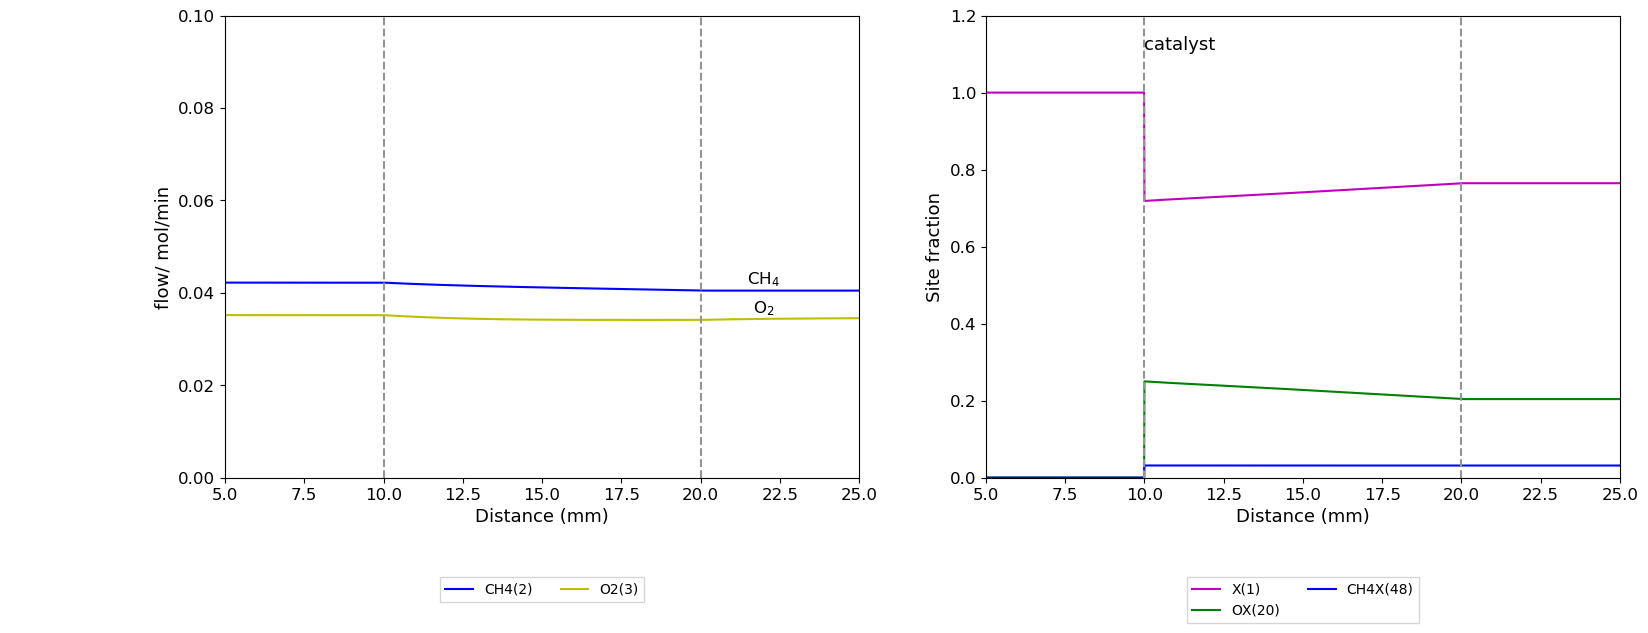 0.10
0.08
0.06
0.04
0.02
0.00
flow/ mol/min
CH₄
O₂
5.0 7.5 10.0 12.5 15.0 17.5 20.0 22.5 25.0
Distance (mm)
CH4(2) O2(3)
1.2
1.0
0.8
0.6
0.4
0.2
0.0
Site fraction
catalyst
5.0 7.5 10.0 12.5 15.0 17.5 20.0 22.5 25.0
Distance (mm)
X(1) CH4X(48)
OX(20)